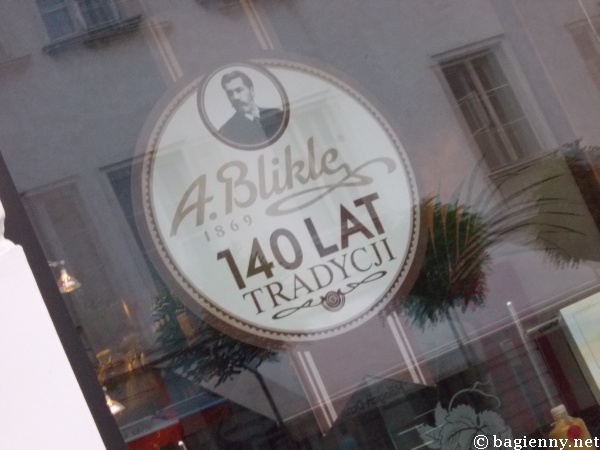 A. Blikle
1869
140 LAT
TRADYCJI
© bagienny.net